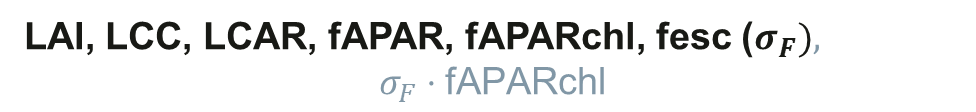 LAI, LCC, LCAR, fAPAR, fAPARchl, fesc (σ_F),
σ_F · fAPARchl